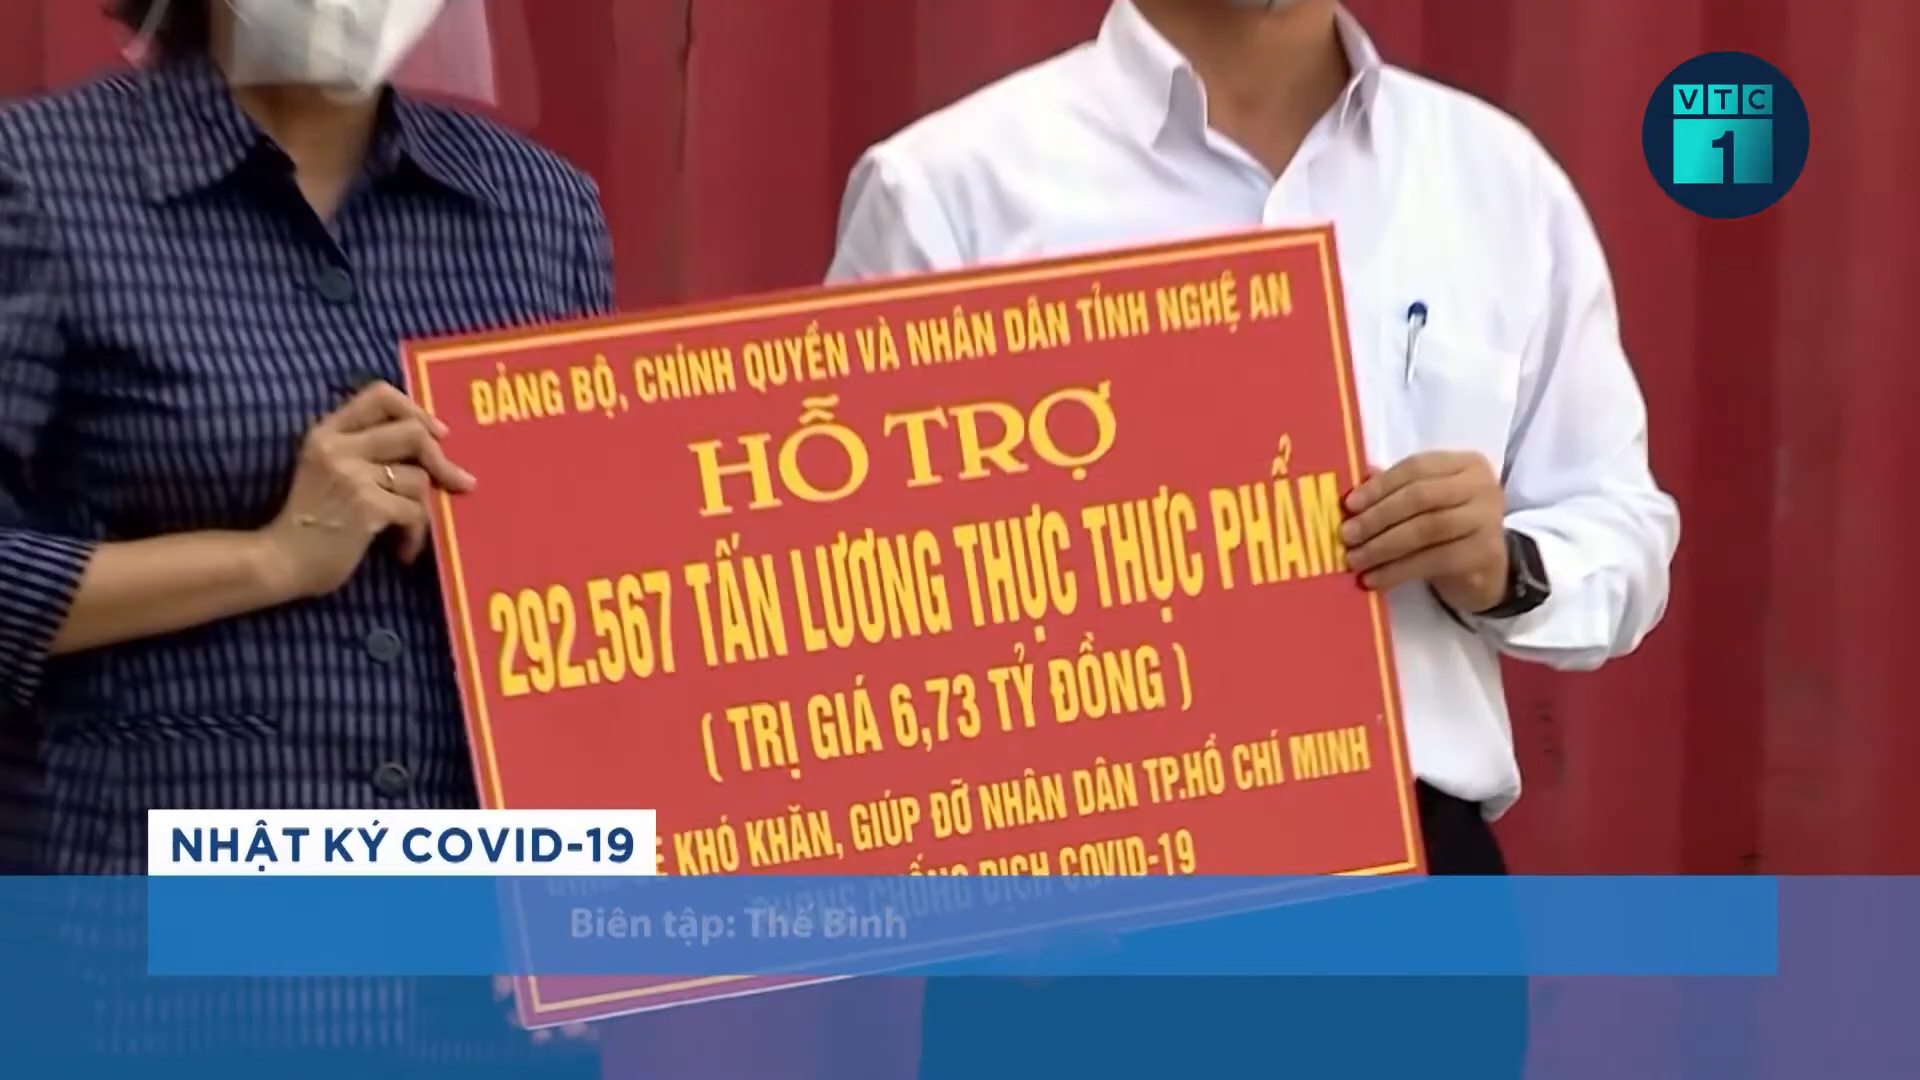 VTC
1
ĐẢNG BỘ, CHÍNH QUYỀN VÀ NHÂN DÂN TỈNH NGHỆ AN
HỖ TRỢ
292.567 TẤN LƯƠNG THỰC THỰC PHẨM
( TRỊ GIÁ 6,73 TỶ ĐỒNG )
KHÓ KHĂN, GIÚP ĐỠ NHÂN DÂN TP.HỒ CHÍ MINH
CHỐNG DỊCH COVID-19
NHẬT KÝ COVID-19
Biên tập: Thế Bình